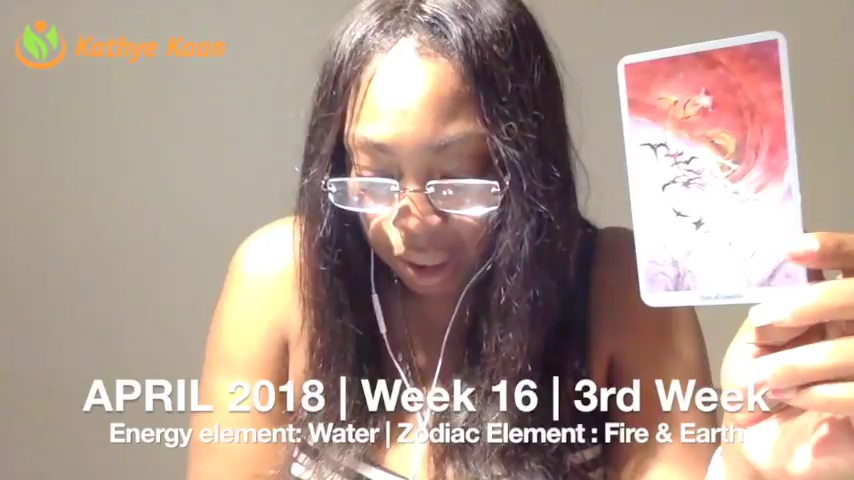 Kathye Kaan
APRIL 2018 | Week 16 | 3rd Week
Energy element: Water | Zodiac Element : Fire & Earth